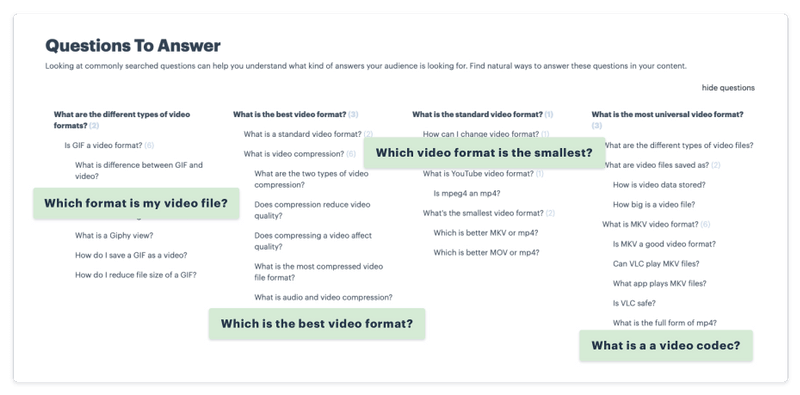 Questions To Answer
Looking at commonly searched questions can help you understand what kind of answers your audience is looking for. Find natural ways to answer these questions in your content.
hide questions
What are the different types of video
formats? (2)
Is GIF a video format? (6)
What is difference between GIF and
video?
Which format is my video file?
What is a Giphy view?
How do I save a GIF as a video?
How do I reduce file size of a GIF?
What is the best video format? (3)
What is a standard video format? (2)
What is video compression? (6)
What are the two types of video
compression?
Does compression reduce video
quality?
Does compressing a video affect
quality?
What is the most compressed video
file format?
What is audio and video compression?
Which is the best video format?
What is the standard video format? (1)
How can I change video format? (1)
Which video format is the smallest?
What is YouTube video format? (1)
Is mpeg4 an mp4?
What's the smallest video format? (2)
Which is better MKV or mp4?
Which is better MOV or mp4?
What is the most universal video format?
(3)
What are the different types of video files?
What are video files saved as? (2)
How is video data stored?
How big is a video file?
What is MKV video format? (6)
Is MKV a good video format?
Can VLC play MKV files?
What app plays MKV files?
Is VLC safe?
What is the full form of mp4?
What is a a video codec?